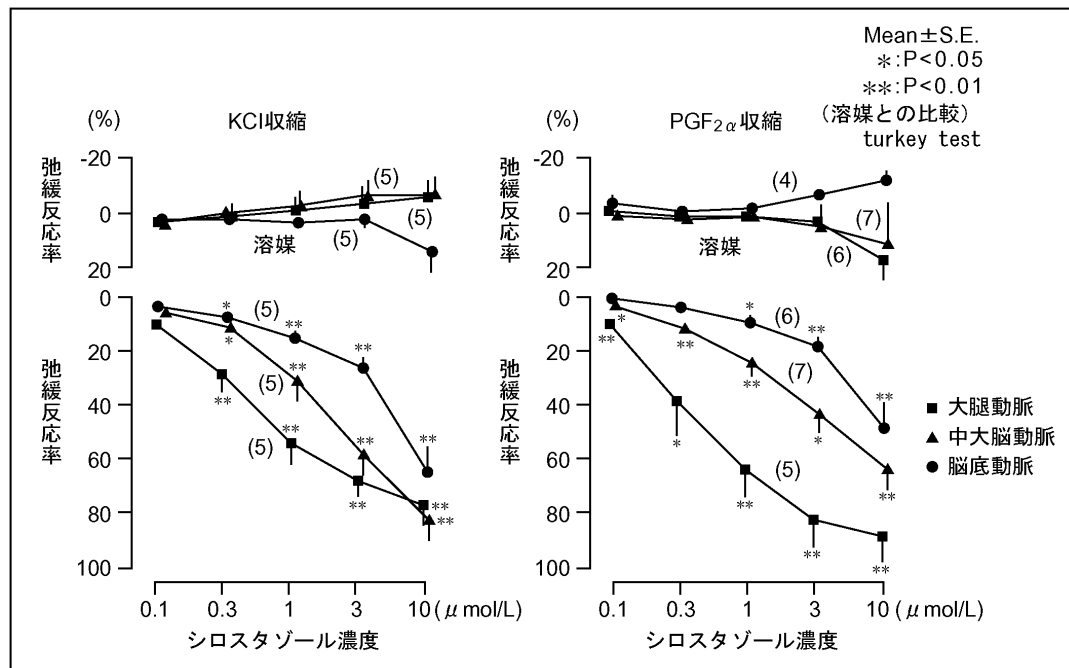 Mean±S.E.
*:P<0.05
**:P<0.01
(溶媒との比較)
turkey test
(%)
KCl収縮
弛緩反応率
-20
0
20
(5)
(5)
(5)
溶媒
弛緩反応率
0
20
40
60
80
100
* (5)
** ** **
*
(5) ** **
**
(5) **
**
**
**
0.1 0.3 1 3 10 (μmol/L)
シロスタゾール濃度
(%)
PGF2α収縮
弛緩反応率
-20
0
20
(4)
(7)
(6)
溶媒
弛緩反応率
0
20
40
60
80
100
* (6)
**
* ** (7)
** **
**
* (5) * **
**
**
**
0.1 0.3 1 3 10 (μmol/L)
シロスタゾール濃度
■ 大腿動脈
▲ 中大脳動脈
● 脳底動脈